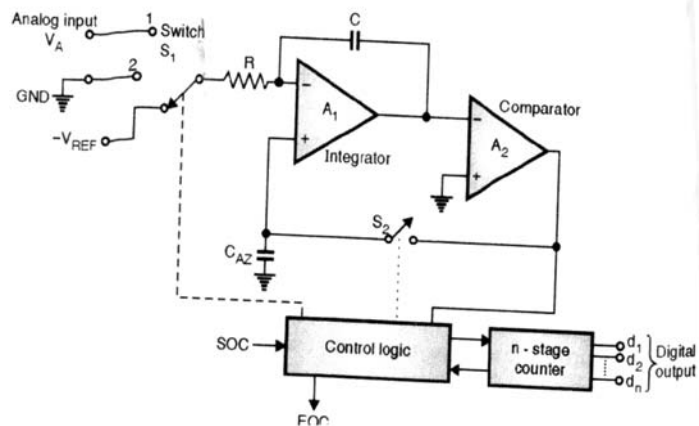 Analog input
V_A
1
Switch
S_1
2
GND
−V_REF
R
C
−
+
A_1
Integrator
−
+
A_2
Comparator
S_2
C_AZ
SOC
Control logic
EOC
n - stage
counter
d_1
d_2
d_n
Digital
output